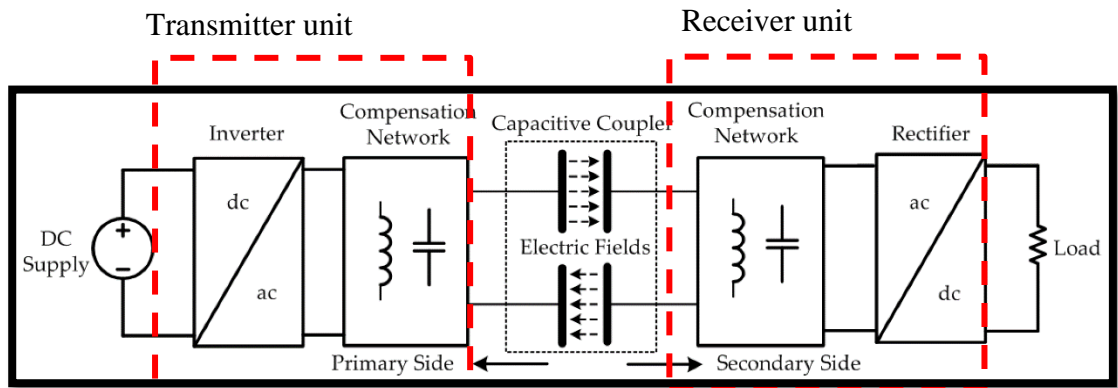 Transmitter unit
Receiver unit
Inverter
Compensation
Network
Capacitive Coupler
Compensation
Network
Rectifier
dc
ac
DC
Supply
+
−
Electric Fields
ac
dc
Load
Primary Side
Secondary Side